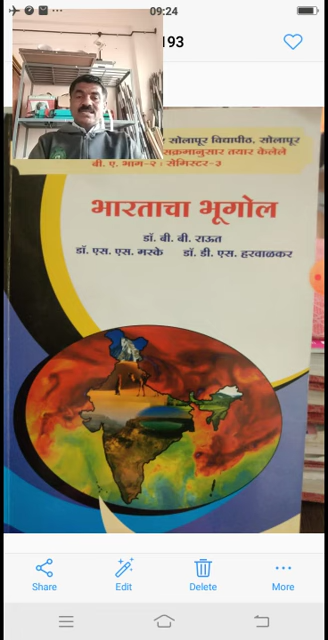 09:24
193
सोलापूर विद्यापीठ, सोलापूर
तयार केलेले
बी. ए. भाग-२ : सेमिस्टर-३
भारताचा भूगोल
डॉ. बी. बी. राऊत
डॉ. एस. एस. मस्के डॉ. डी. एस. हरवाळकर
Share Edit Delete More